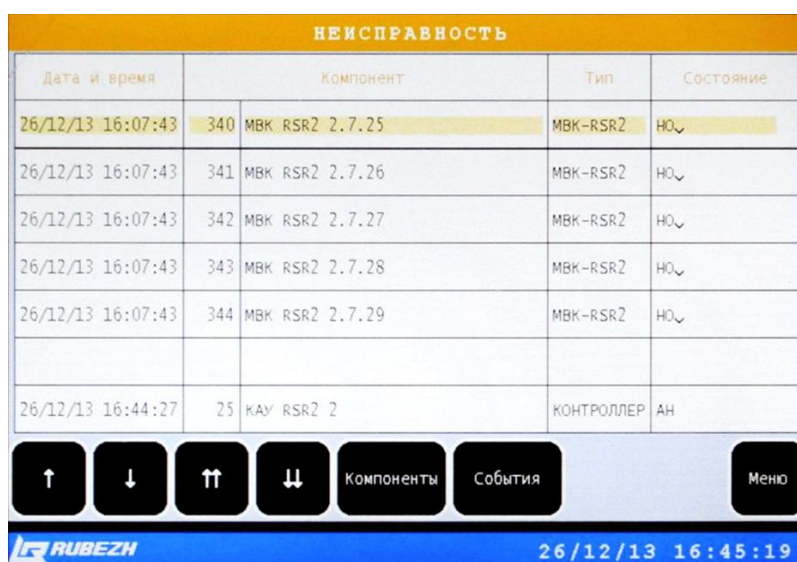 НЕИСПРАВНОСТЬ
Дата и время Компонент Тип Состояние
26/12/13 16:07:43 340 МВК RSR2 2.7.25 МВК-RSR2 НО
26/12/13 16:07:43 341 МВК RSR2 2.7.26 МВК-RSR2 НО
26/12/13 16:07:43 342 МВК RSR2 2.7.27 МВК-RSR2 НО
26/12/13 16:07:43 343 МВК RSR2 2.7.28 МВК-RSR2 НО
26/12/13 16:07:43 344 МВК RSR2 2.7.29 МВК-RSR2 НО
26/12/13 16:44:27 25 КАУ RSR2 2 КОНТРОЛЛЕР АН
↑ ↓ ⇈ ⇊ Компоненты События Меню
RUBEZH 26/12/13 16:45:19